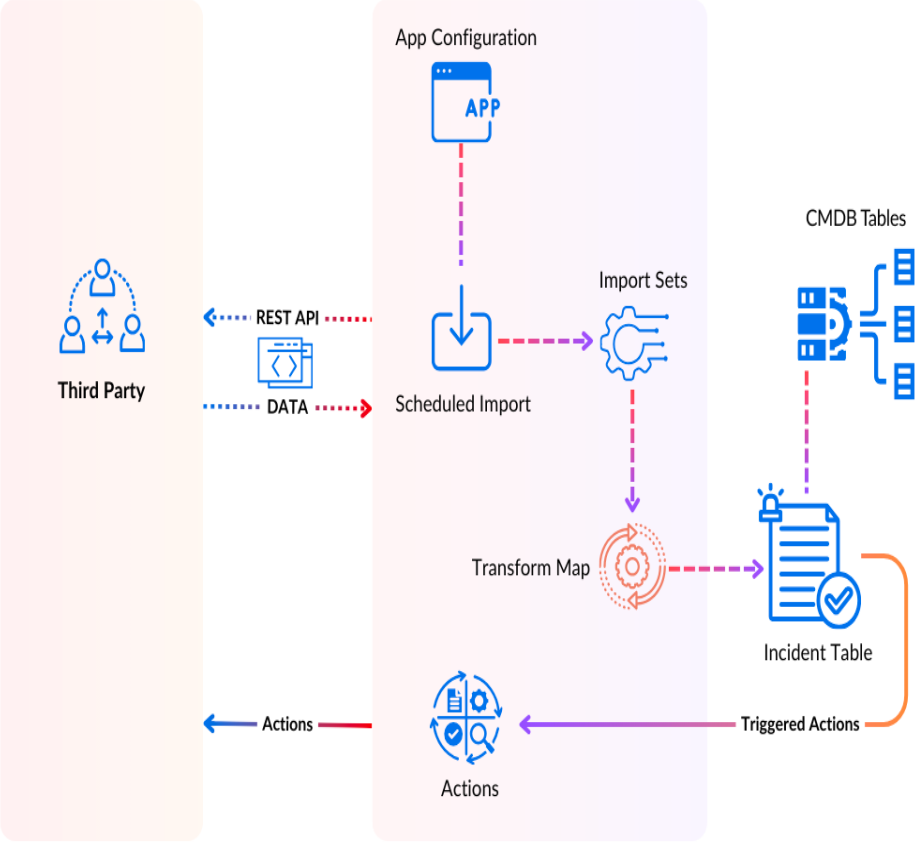 App Configuration
APP
CMDB Tables
Import Sets
REST API
Third Party
DATA
Scheduled Import
Transform Map
Incident Table
Actions
Triggered Actions
Actions